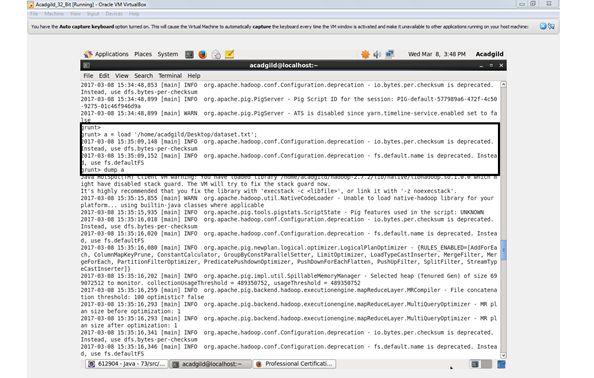 Acadgild_32_Bit [Running] - Oracle VM VirtualBox
File Machine View Input Devices Help
You have the Auto capture keyboard option turned on. This will cause the Virtual Machine to automatically capture the keyboard every time the VM window is activated and make it unavailable to other applications running on your host machine:
Applications Places System
Wed Mar 8, 3:48 PM Acadgild
acadgild@localhost:~
File Edit View Search Terminal Help
2017-03-08 15:34:48,853 [main] INFO org.apache.hadoop.conf.Configuration.deprecation - io.bytes.per.checksum is deprecated.
Instead, use dfs.bytes-per-checksum
2017-03-08 15:34:48,899 [main] INFO org.apache.pig.PigServer - Pig Script ID for the session: PIG-default-577989a6-472f-4c50
-9275-01c46f946d9a
2017-03-08 15:34:48,899 [main] WARN org.apache.pig.PigServer - ATS is disabled since yarn.timeline-service.enabled set to fa
lse
grunt>
grunt> a = load '/home/acadgild/Desktop/dataset.txt';
2017-03-08 15:35:09,148 [main] INFO org.apache.hadoop.conf.Configuration.deprecation - io.bytes.per.checksum is deprecated.
Instead, use dfs.bytes-per-checksum
2017-03-08 15:35:09,152 [main] INFO org.apache.hadoop.conf.Configuration.deprecation - fs.default.name is deprecated. Instea
d, use fs.defaultFS
grunt> dump a
Java HotSpot(TM) Client VM warning: You have loaded library /home/acadgild/hadoop-2.7.2/lib/native/libhadoop.so.1.0.0 which m
ight have disabled stack guard. The VM will try to fix the stack guard now.
It's highly recommended that you fix the library with 'execstack -c <libfile>', or link it with '-z noexecstack'.
2017-03-08 15:35:15,855 [main] WARN org.apache.hadoop.util.NativeCodeLoader - Unable to load native-hadoop library for your
platform... using builtin-java classes where applicable
2017-03-08 15:35:15,935 [main] INFO org.apache.pig.tools.pigstats.ScriptState - Pig features used in the script: UNKNOWN
2017-03-08 15:35:16,018 [main] INFO org.apache.hadoop.conf.Configuration.deprecation - io.bytes.per.checksum is deprecated.
Instead, use dfs.bytes-per-checksum
2017-03-08 15:35:16,020 [main] INFO org.apache.hadoop.conf.Configuration.deprecation - fs.default.name is deprecated. Instea
d, use fs.defaultFS
2017-03-08 15:35:16,080 [main] INFO org.apache.pig.newplan.logical.optimizer.LogicalPlanOptimizer - {RULES_ENABLED=[AddForEa
ch, ColumnMapKeyPrune, ConstantCalculator, GroupByConstParallelSetter, LimitOptimizer, LoadTypeCastInserter, MergeFilter, Mer
geForEach, PartitionFilterOptimizer, PredicatePushdownOptimizer, PushDownForEachFlatten, PushUpFilter, SplitFilter, StreamTyp
eCastInserter]}
2017-03-08 15:35:16,202 [main] INFO org.apache.pig.impl.util.SpillableMemoryManager - Selected heap (Tenured Gen) of size 69
9072512 to monitor. collectionUsageThreshold = 489350752, usageThreshold = 489350752
2017-03-08 15:35:16,259 [main] INFO org.apache.pig.backend.hadoop.executionengine.mapReduceLayer.MRCompiler - File concatena
tion threshold: 100 optimistic? false
2017-03-08 15:35:16,293 [main] INFO org.apache.pig.backend.hadoop.executionengine.mapReduceLayer.MultiQueryOptimizer - MR pl
an size before optimization: 1
2017-03-08 15:35:16,293 [main] INFO org.apache.pig.backend.hadoop.executionengine.mapReduceLayer.MultiQueryOptimizer - MR pl
an size after optimization: 1
2017-03-08 15:35:16,341 [main] INFO org.apache.hadoop.conf.Configuration.deprecation - io.bytes.per.checksum is deprecated.
Instead, use dfs.bytes-per-checksum
2017-03-08 15:35:16,346 [main] INFO org.apache.hadoop.conf.Configuration.deprecation - fs.default.name is deprecated. Instea
d, use fs.defaultFS
612904 - Java - 73/src/... acadgild@localhost:~ Professional Certificati...